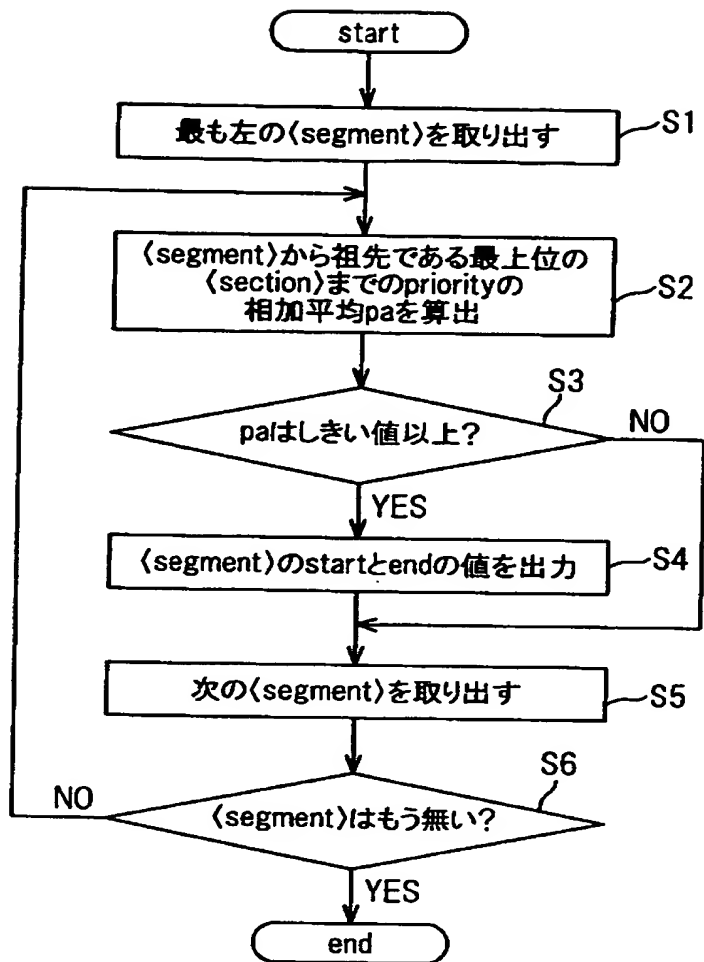 start
最も左の〈segment〉を取り出す
S1
〈segment〉から祖先である最上位の
〈section〉までのpriorityの
相加平均paを算出
S2
S3
paはしきい値以上?
NO
YES
〈segment〉のstartとendの値を出力
S4
次の〈segment〉を取り出す
S5
S6
〈segment〉はもう無い?
NO
YES
end